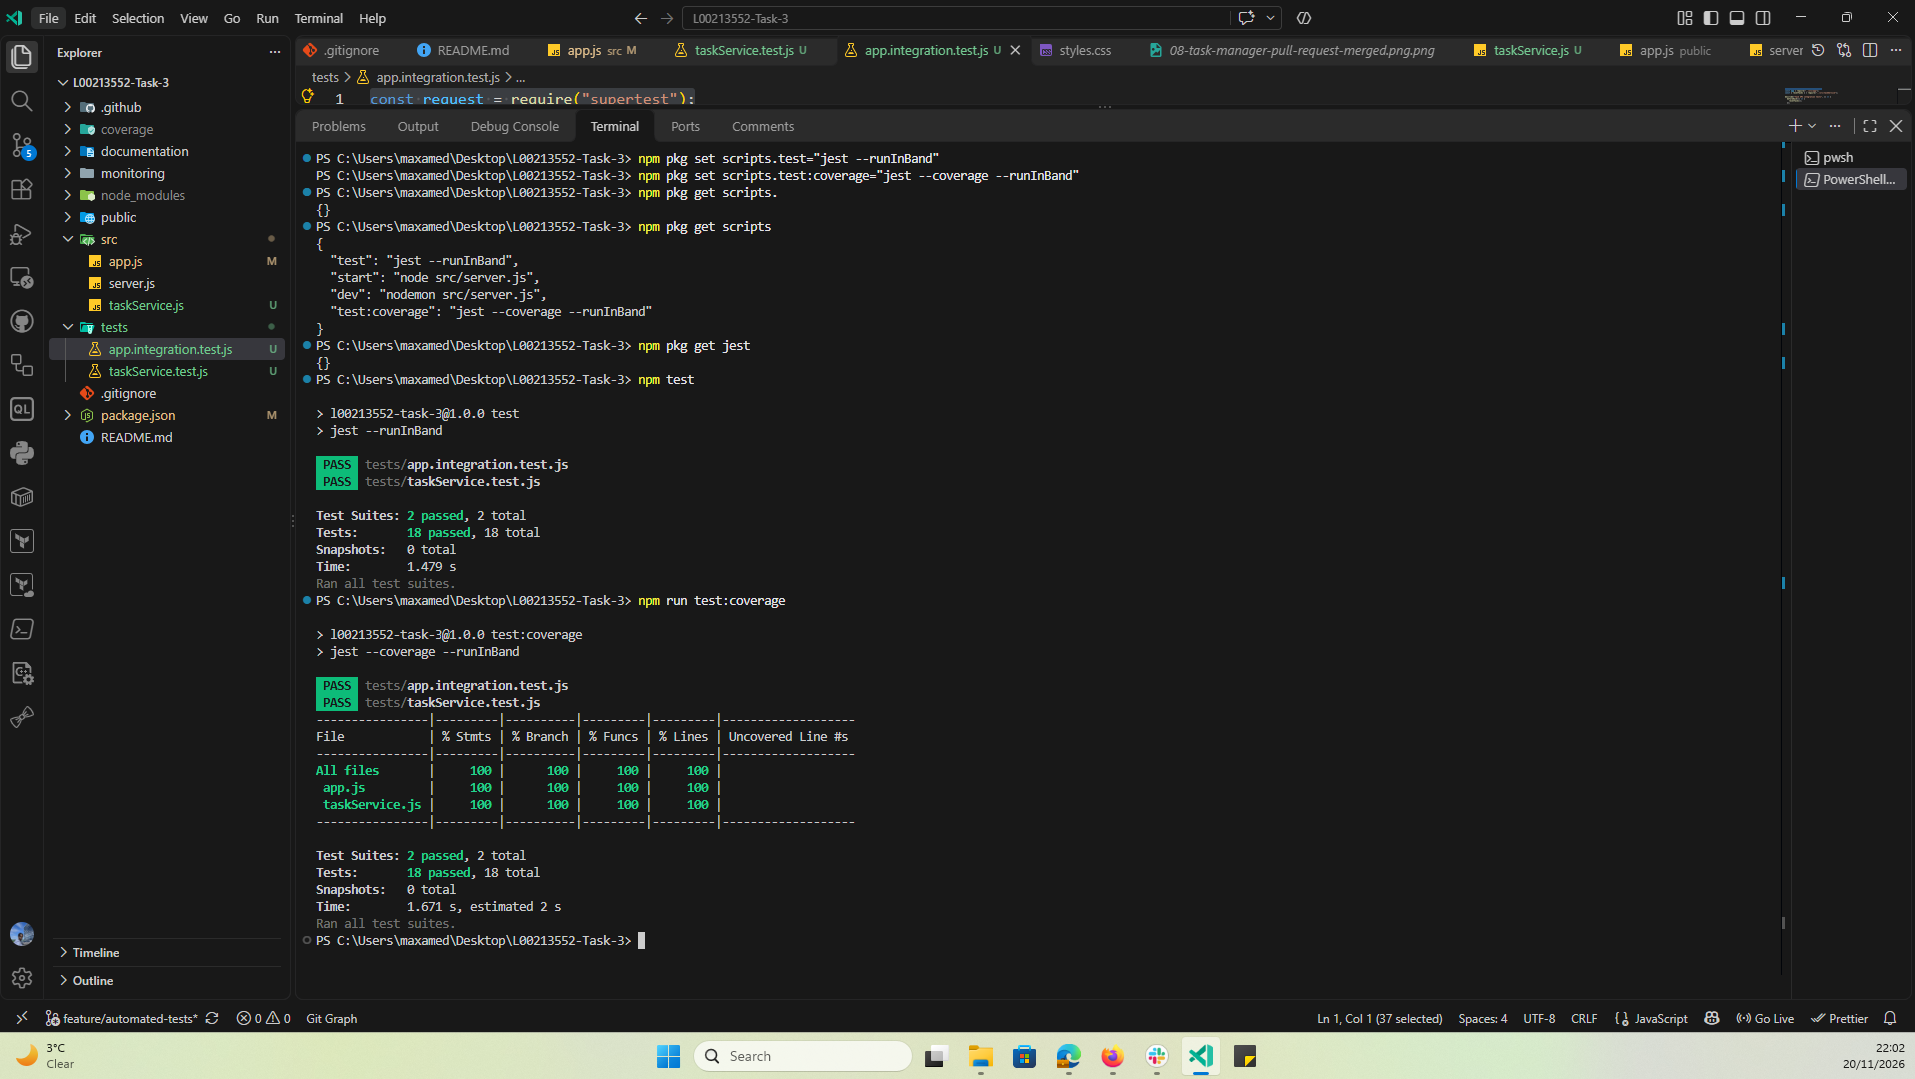 File Edit Selection View Go Run Terminal Help
L00213552-Task-3
Explorer
L00213552-Task-3
.github
coverage
documentation
monitoring
node_modules
public
src
app.js M
server.js
taskService.js U
tests
app.integration.test.js U
taskService.test.js U
.gitignore
package.json M
README.md
Timeline
Outline
.gitignore README.md app.js src M taskService.test.js U app.integration.test.js U styles.css 08-task-manager-pull-request-merged.png.png taskService.js U app.js public server
tests > app.integration.test.js > ...
1 const request = require("supertest");
Problems Output Debug Console Terminal Ports Comments
pwsh
PowerShell...
PS C:\Users\maxamed\Desktop\L00213552-Task-3> npm pkg set scripts.test="jest --runInBand"
PS C:\Users\maxamed\Desktop\L00213552-Task-3> npm pkg set scripts.test:coverage="jest --coverage --runInBand"
PS C:\Users\maxamed\Desktop\L00213552-Task-3> npm pkg get scripts.
{}
PS C:\Users\maxamed\Desktop\L00213552-Task-3> npm pkg get scripts
{
"test": "jest --runInBand",
"start": "node src/server.js",
"dev": "nodemon src/server.js",
"test:coverage": "jest --coverage --runInBand"
}
PS C:\Users\maxamed\Desktop\L00213552-Task-3> npm pkg get jest
{}
PS C:\Users\maxamed\Desktop\L00213552-Task-3> npm test
> l00213552-task-3@1.0.0 test
> jest --runInBand
PASS tests/app.integration.test.js
PASS tests/taskService.test.js
Test Suites: 2 passed, 2 total
Tests: 18 passed, 18 total
Snapshots: 0 total
Time: 1.479 s
Ran all test suites.
PS C:\Users\maxamed\Desktop\L00213552-Task-3> npm run test:coverage
> l00213552-task-3@1.0.0 test:coverage
> jest --coverage --runInBand
PASS tests/app.integration.test.js
PASS tests/taskService.test.js
----------------|---------|----------|---------|---------|-------------------
File | % Stmts | % Branch | % Funcs | % Lines | Uncovered Line #s
----------------|---------|----------|---------|---------|-------------------
All files | 100 | 100 | 100 | 100 |
app.js | 100 | 100 | 100 | 100 |
taskService.js | 100 | 100 | 100 | 100 |
----------------|---------|----------|---------|---------|-------------------
Test Suites: 2 passed, 2 total
Tests: 18 passed, 18 total
Snapshots: 0 total
Time: 1.671 s, estimated 2 s
Ran all test suites.
PS C:\Users\maxamed\Desktop\L00213552-Task-3>
5
QL
feature/automated-tests* 0 0 Git Graph Ln 1, Col 1 (37 selected) Spaces: 4 UTF-8 CRLF {} JavaScript Go Live Prettier
3°C
Clear
Search
22:02
20/11/2026